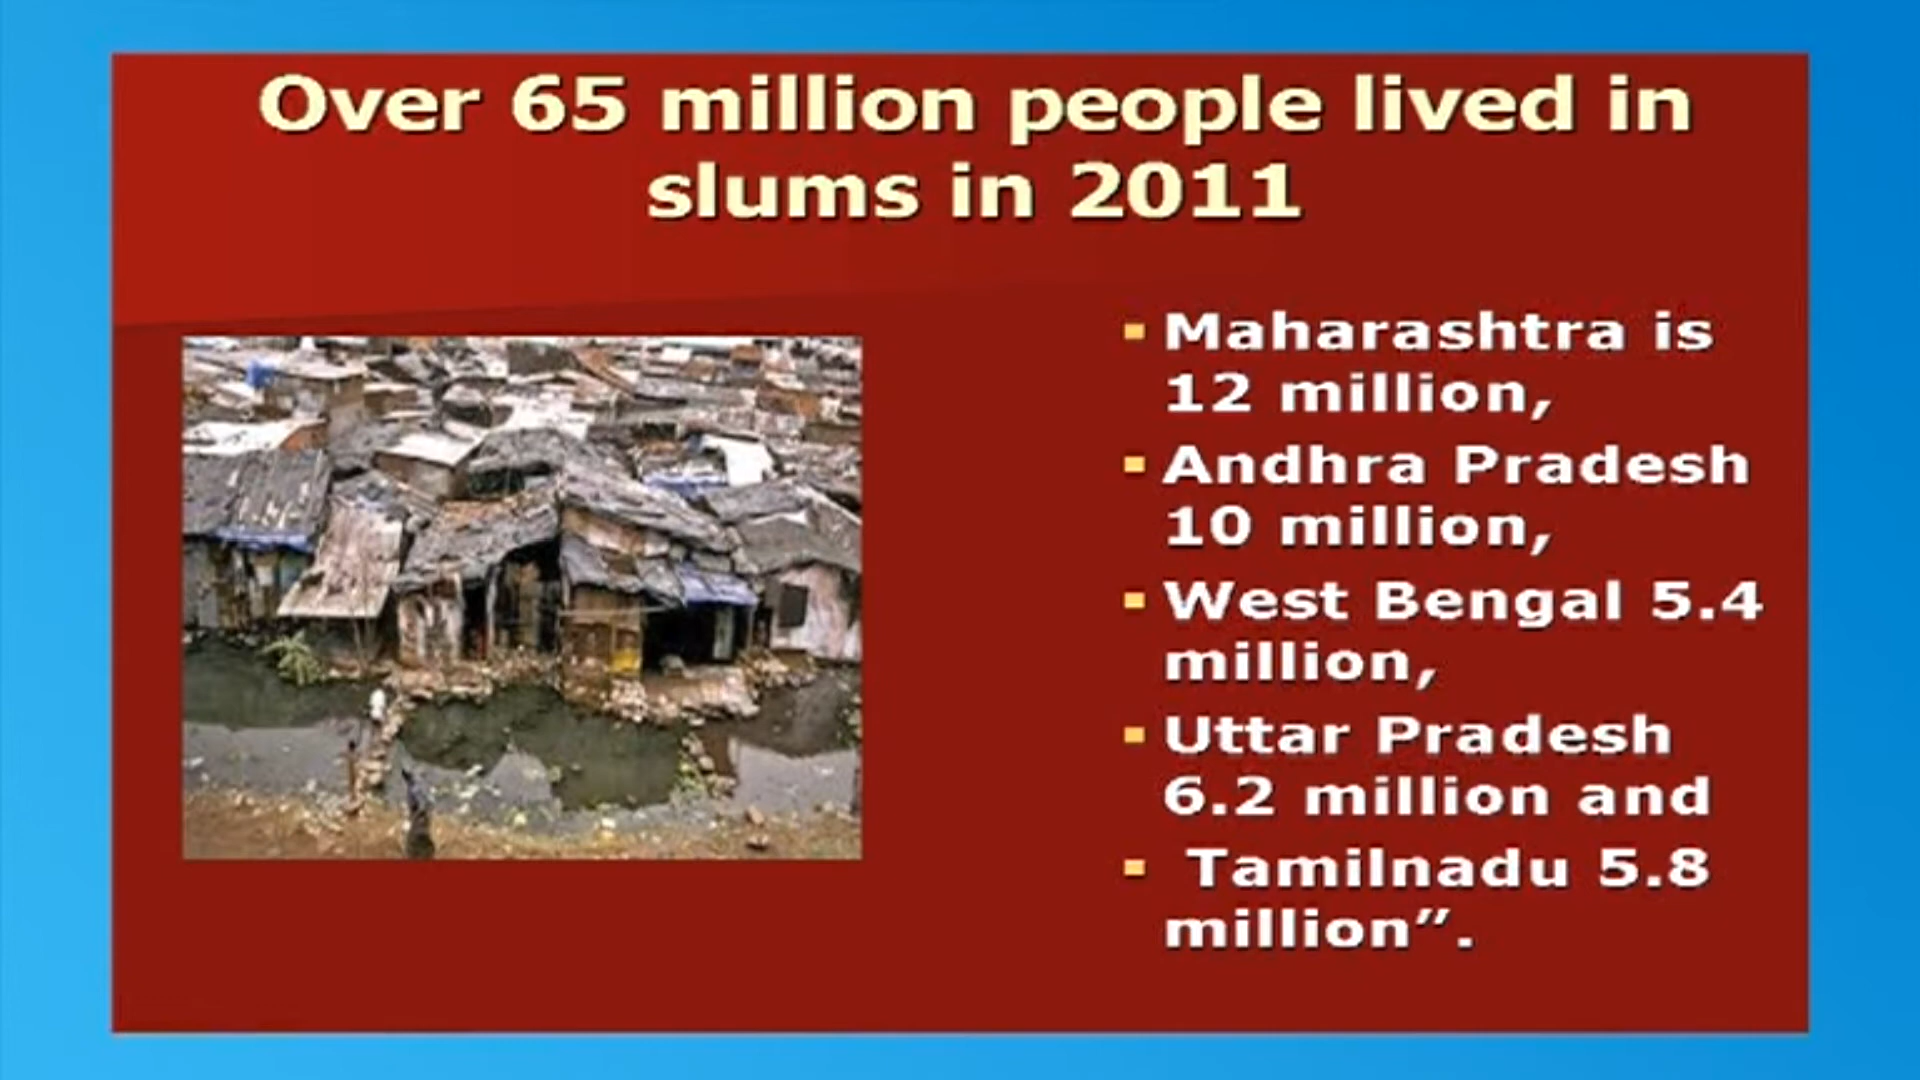 Over 65 million people lived in
slums in 2011
Maharashtra is
12 million,
Andhra Pradesh
10 million,
West Bengal 5.4
million,
Uttar Pradesh
6.2 million and
Tamilnadu 5.8
million”.